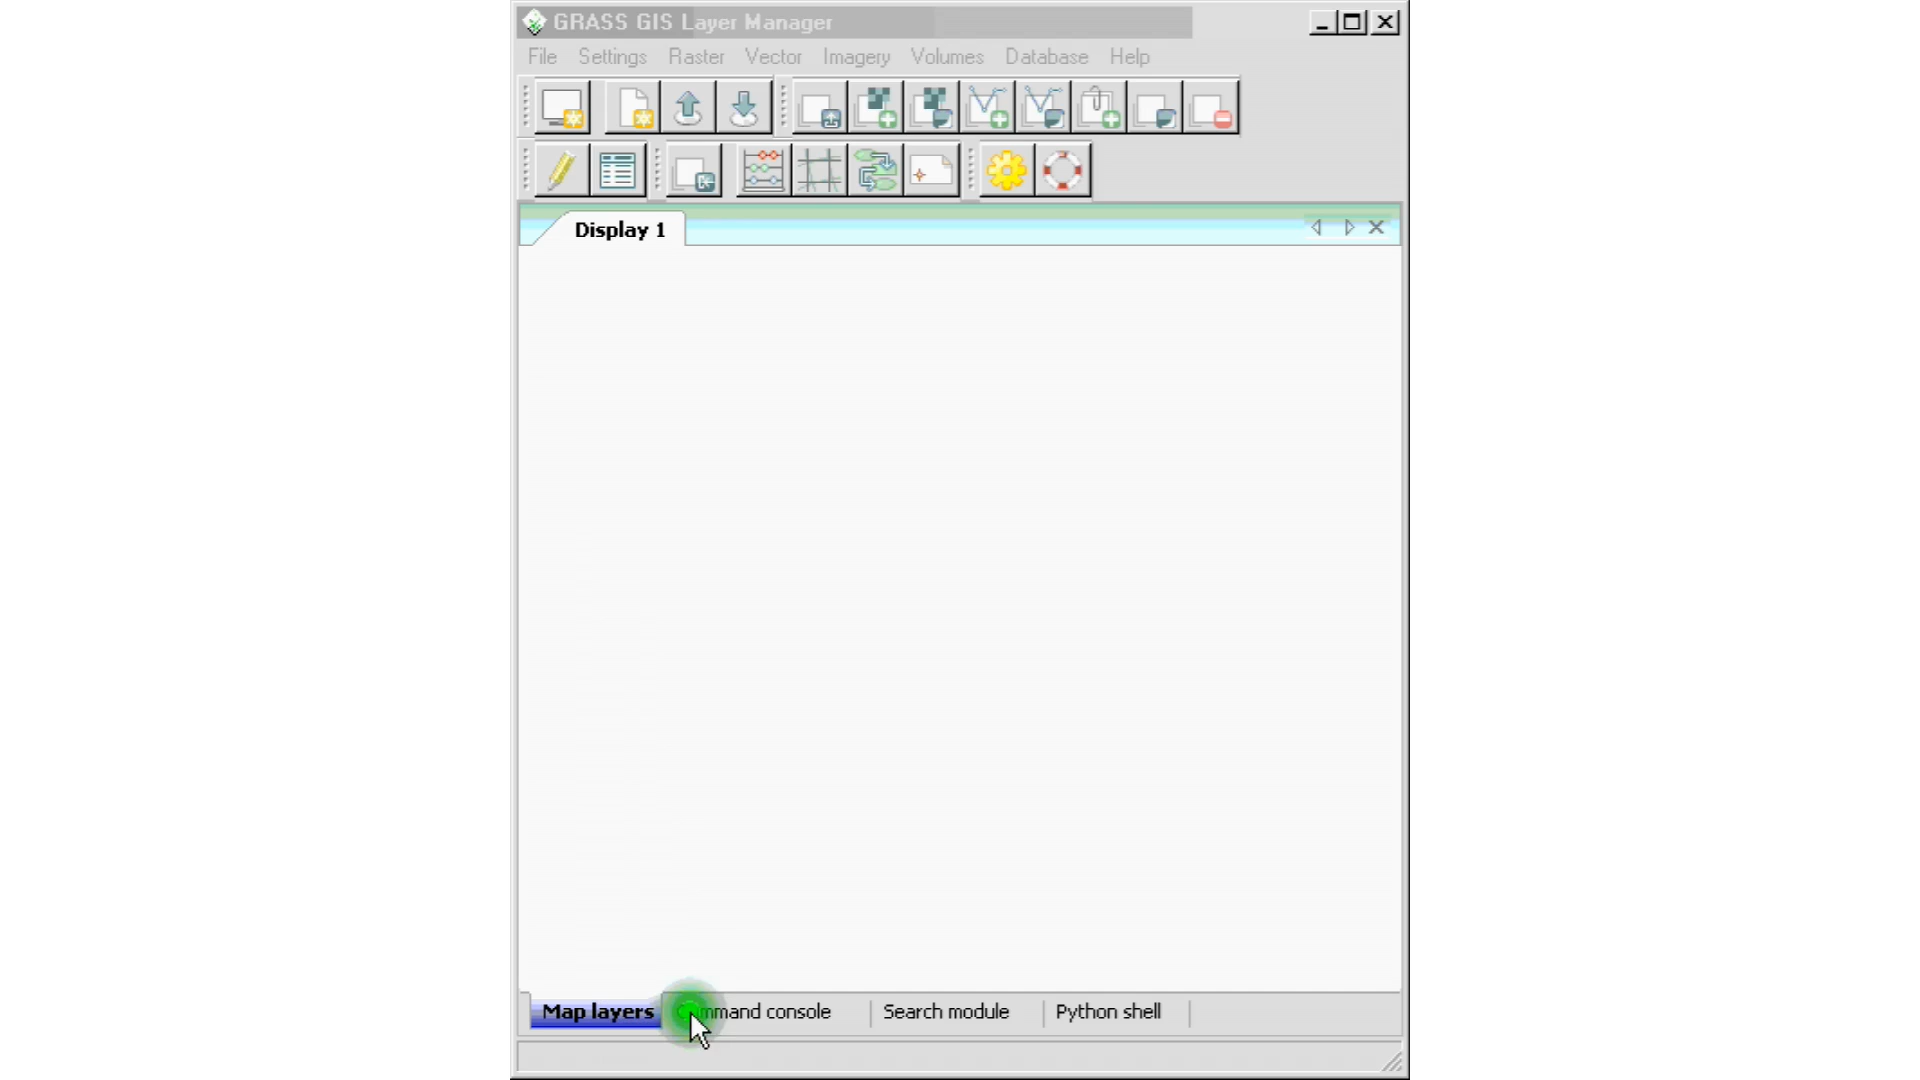 GRASS GIS Layer Manager
File Settings Raster Vector Imagery Volumes Database Help
Display 1
Map layers Command console Search module Python shell